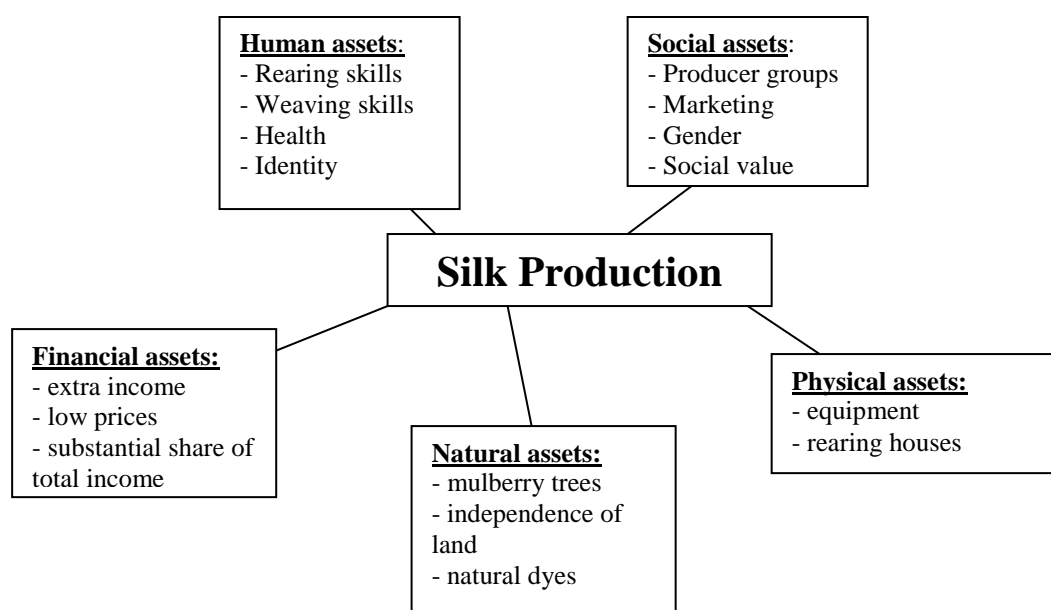 Human assets:
- Rearing skills
- Weaving skills
- Health
- Identity
Social assets:
- Producer groups
- Marketing
- Gender
- Social value
Silk Production
Financial assets:
- extra income
- low prices
- substantial share of
total income
Natural assets:
- mulberry trees
- independence of
land
- natural dyes
Physical assets:
- equipment
- rearing houses